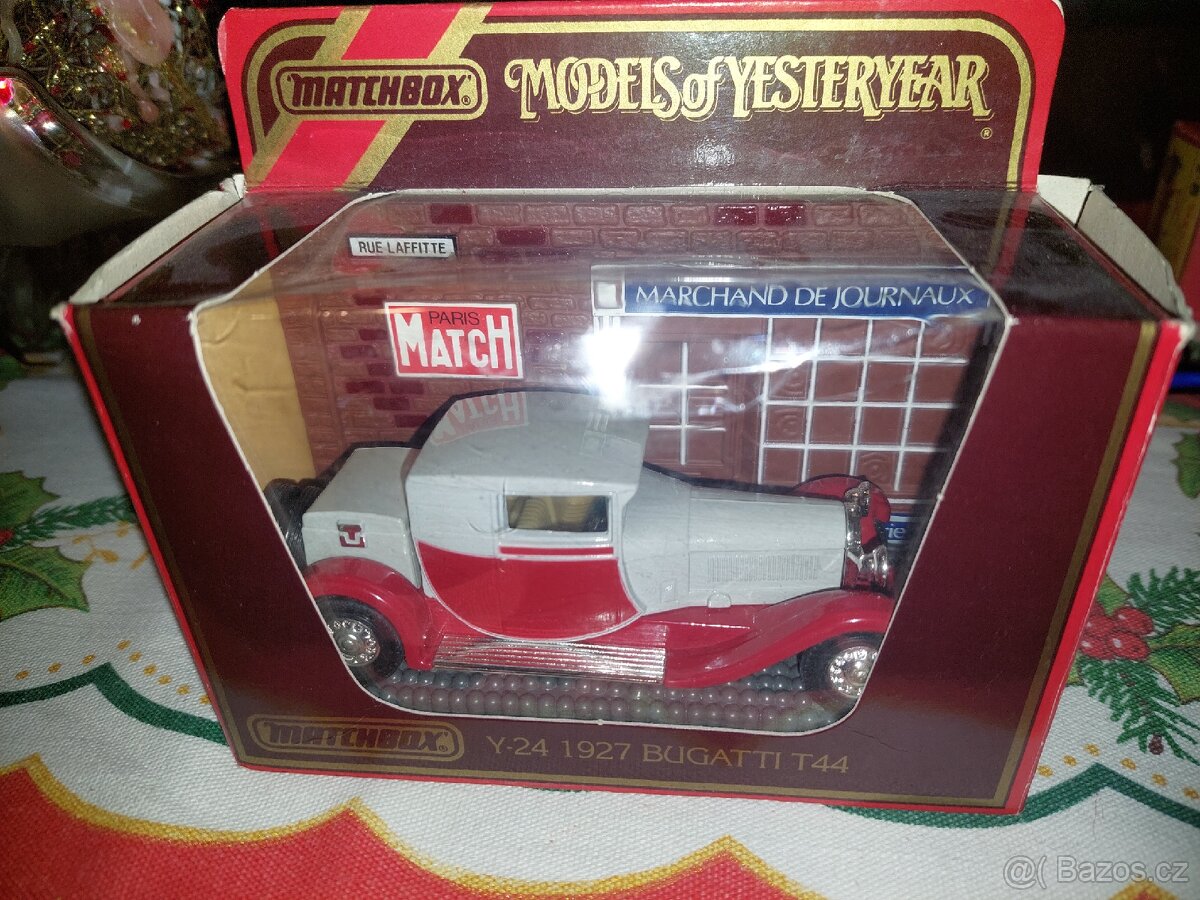 MATCHBOX®
MODELS of YESTERYEAR®
RUE LAFFITTE
MARCHAND DE JOURNAUX
PARIS
MATCH
MATCHBOX®
Y-24 1927 BUGATTI T44
Bazos.cz